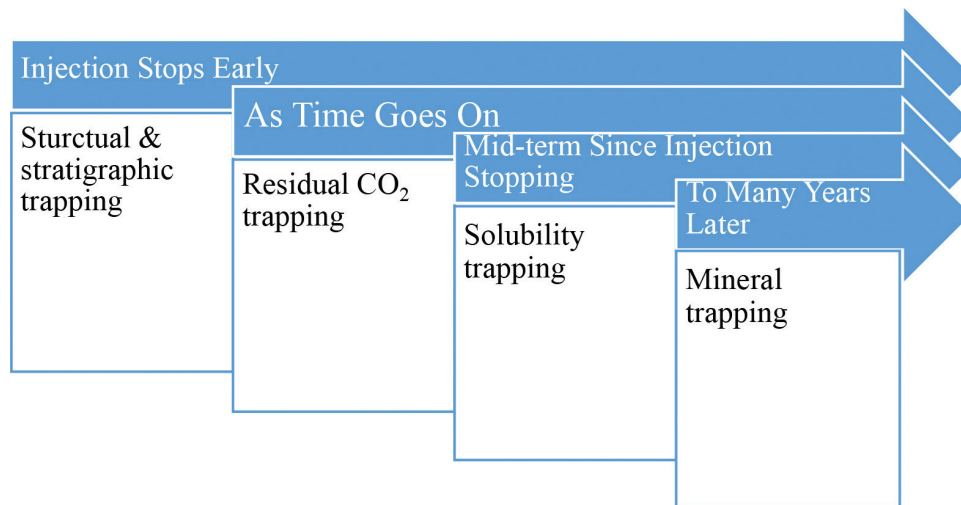 Injection Stops Early
Sturctual &
stratigraphic
trapping
As Time Goes On
Residual CO₂
trapping
Mid-term Since Injection
Stopping
Solubility
trapping
To Many Years
Later
Mineral
trapping